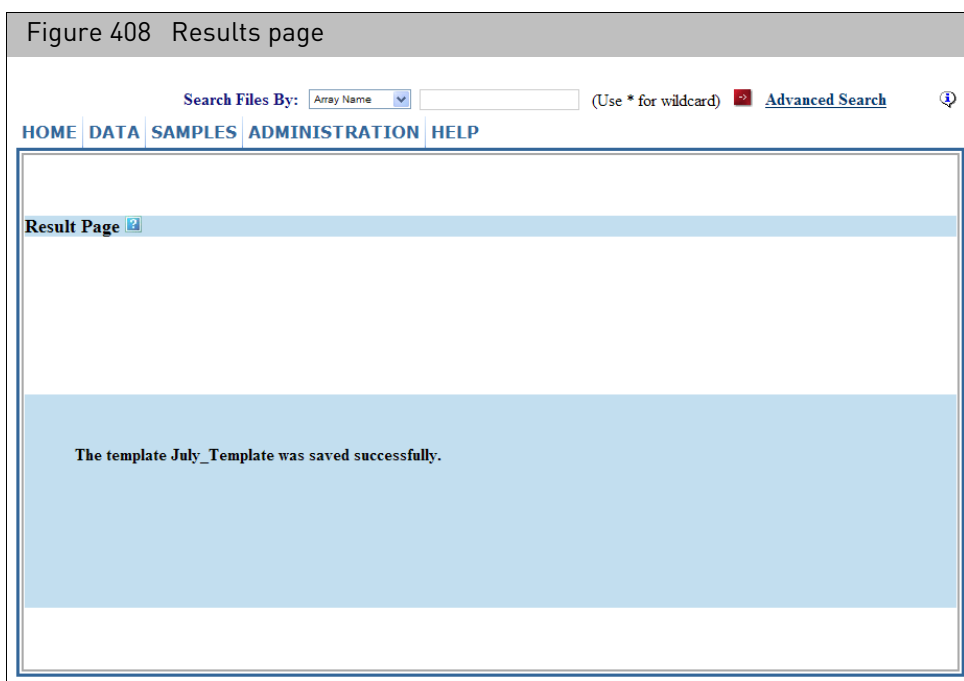 Figure 408 Results page
Search Files By: Array Name (Use * for wildcard) Advanced Search
HOME DATA SAMPLES ADMINISTRATION HELP
Result Page ?
The template July_Template was saved successfully.